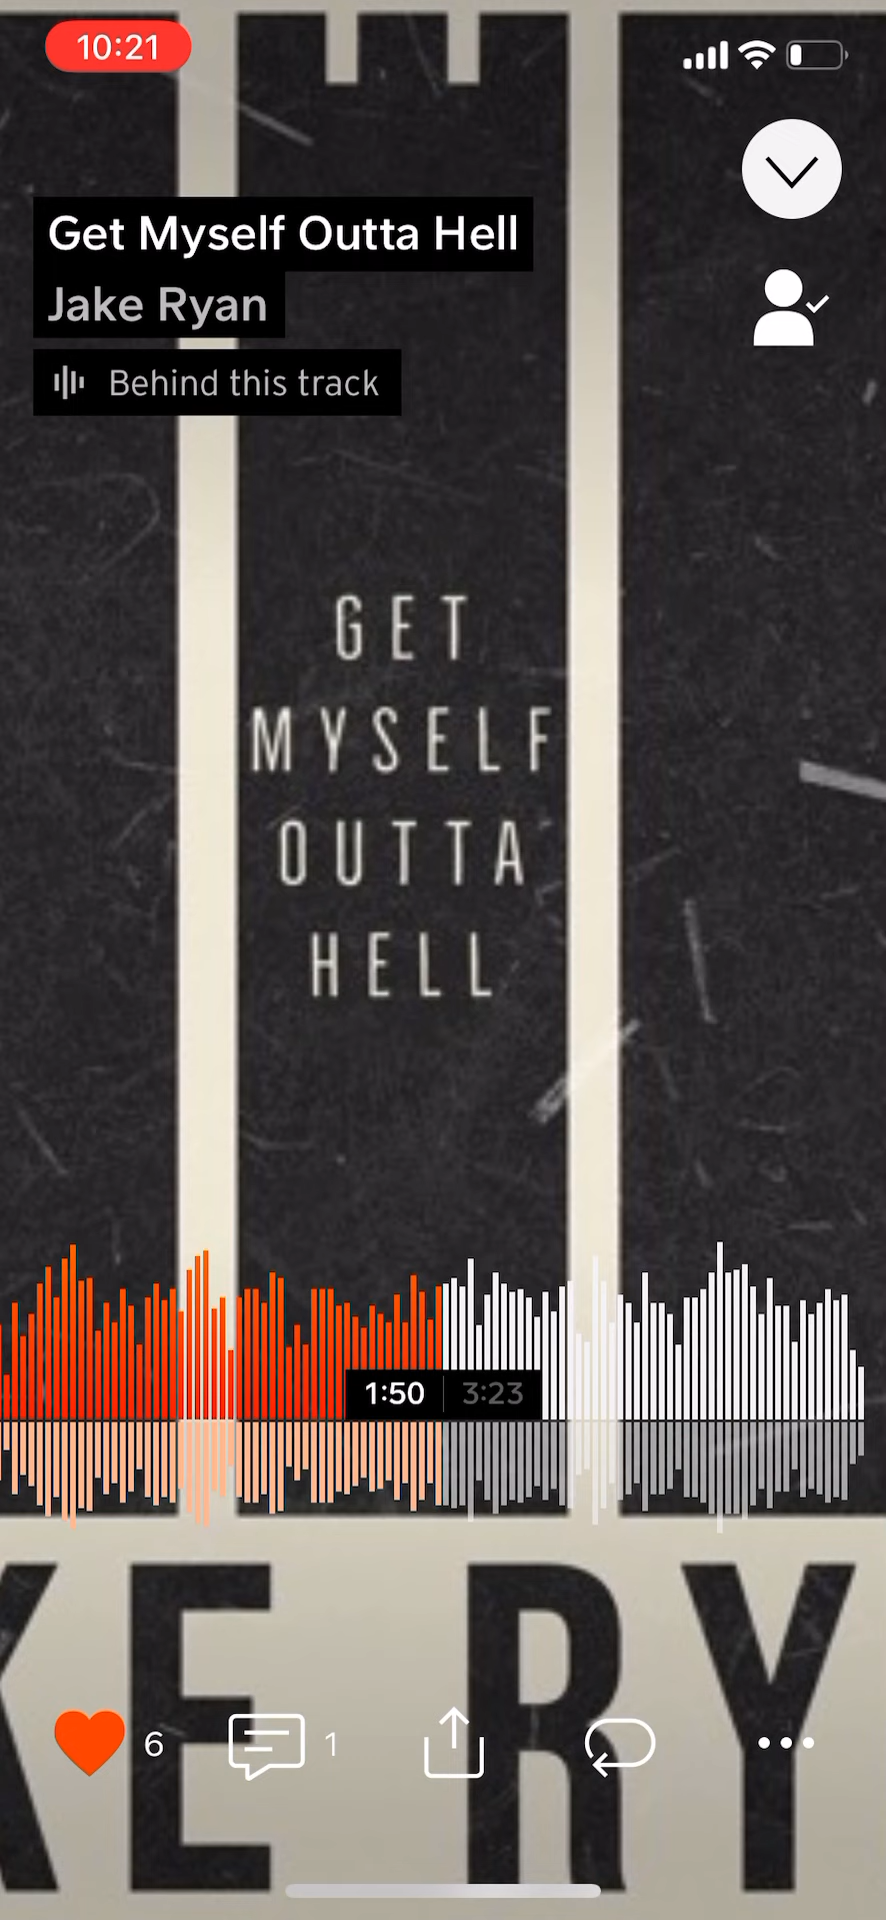 10:21
Get Myself Outta Hell
Jake Ryan
Behind this track
GET
MYSELF
OUTTA
HELL
1:50 3:23
KE RY
6 1